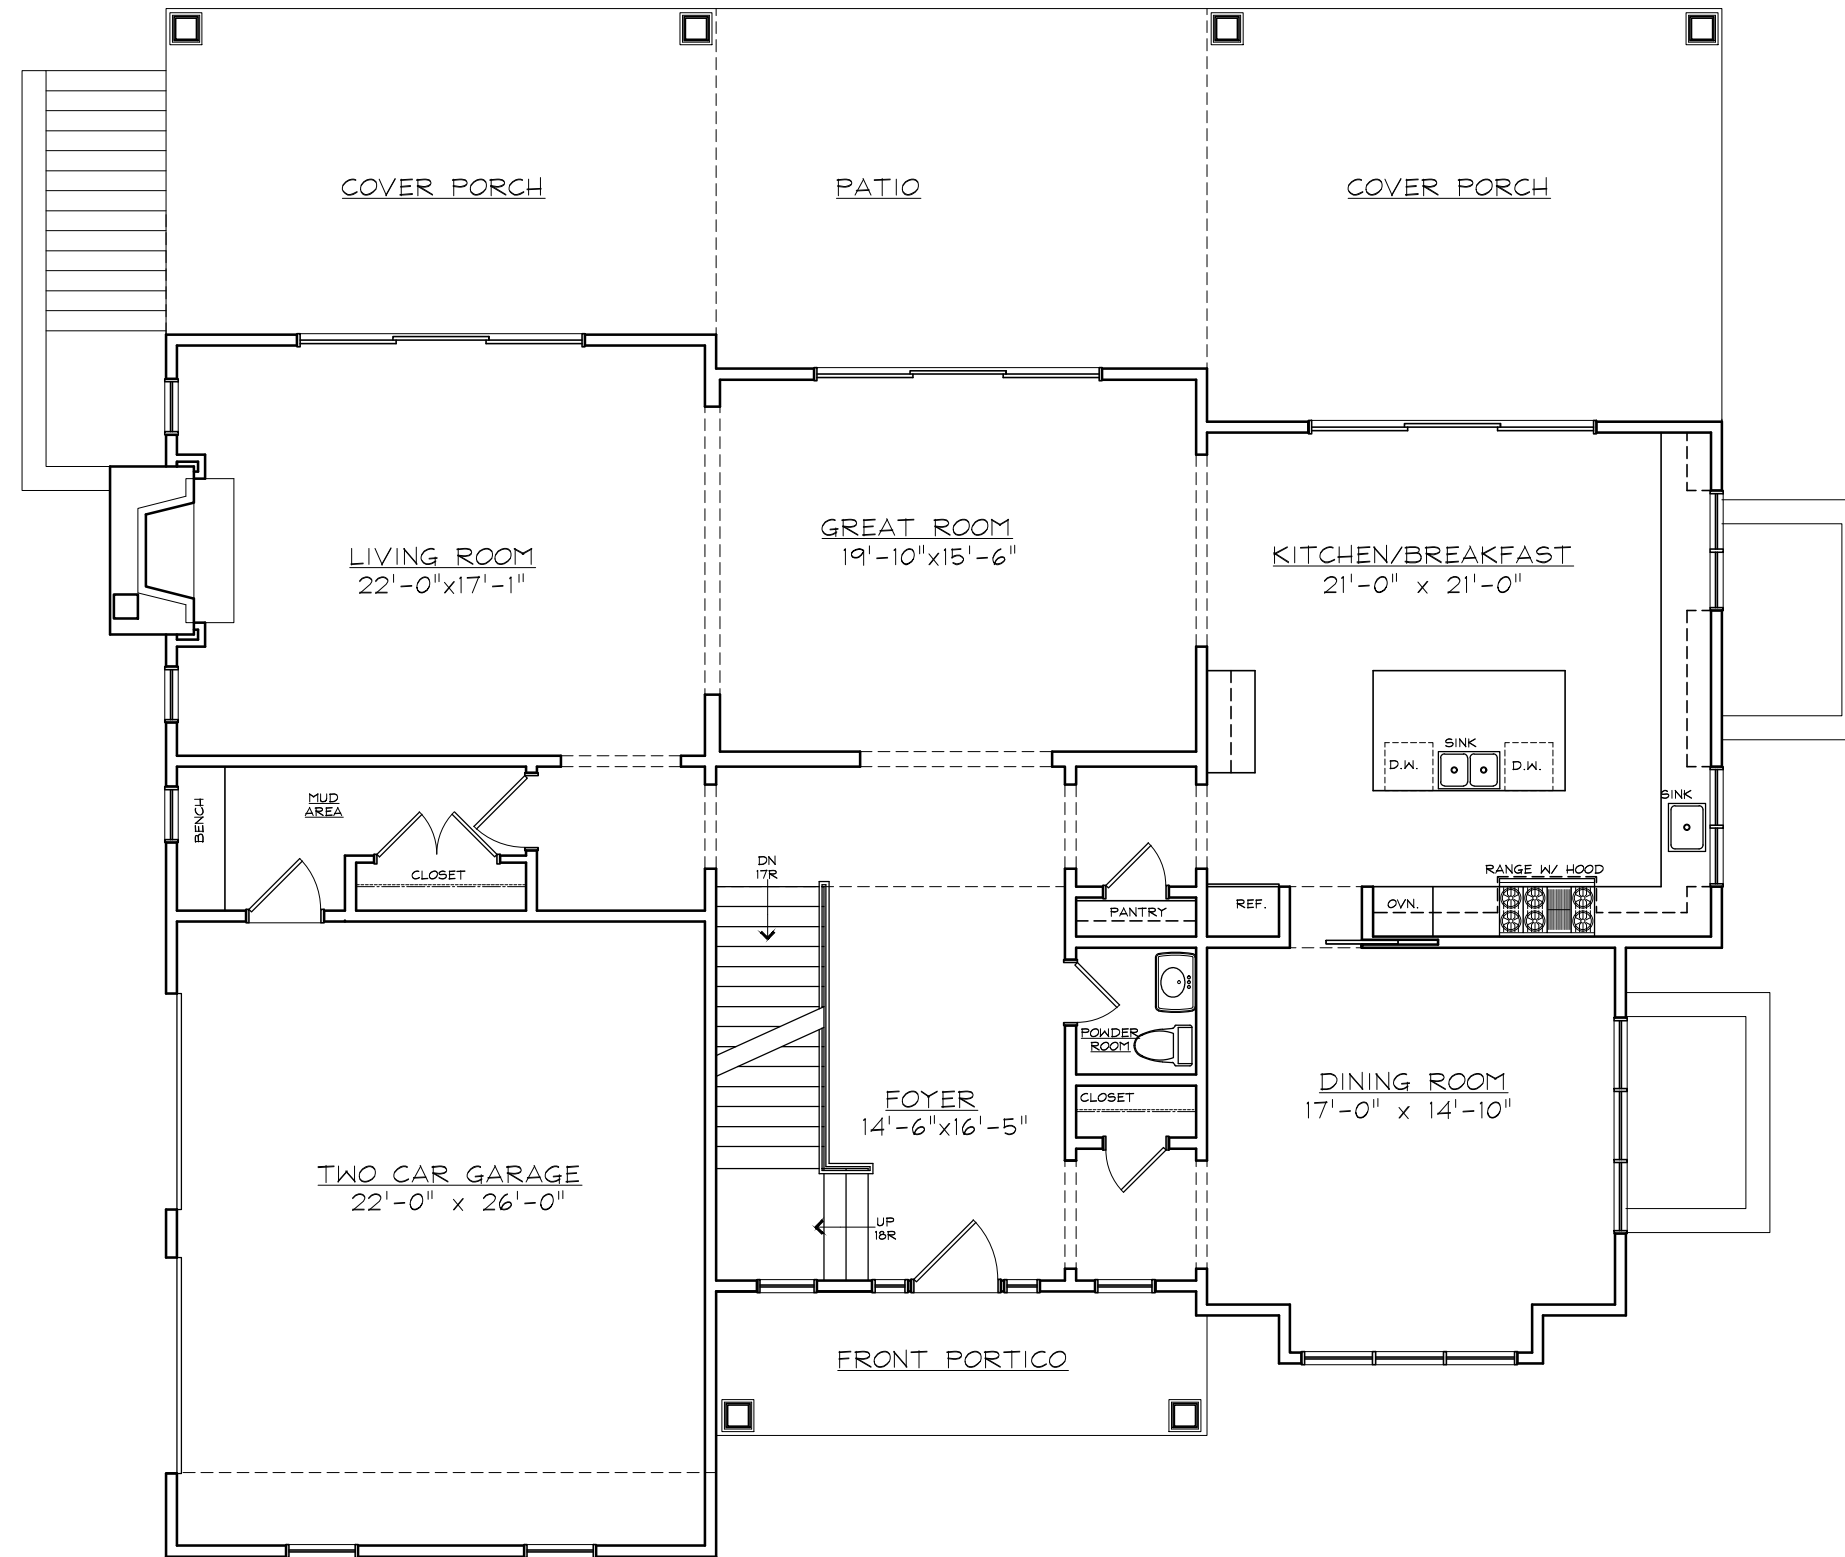 COVER PORCH
PATIO
COVER PORCH
LIVING ROOM
22'-0"x17'-1"
GREAT ROOM
19'-10"x15'-6"
KITCHEN/BREAKFAST
21'-0" x 21'-0"
SINK
D.W.
D.W.
SINK
BENCH
MUD
AREA
CLOSET
DN
17R
RANGE W/ HOOD
PANTRY
REF.
OVN.
POWDER
ROOM
CLOSET
FOYER
14'-6"x16'-5"
DINING ROOM
17'-0" x 14'-10"
TWO CAR GARAGE
22'-0" x 26'-0"
UP
18R
FRONT PORTICO